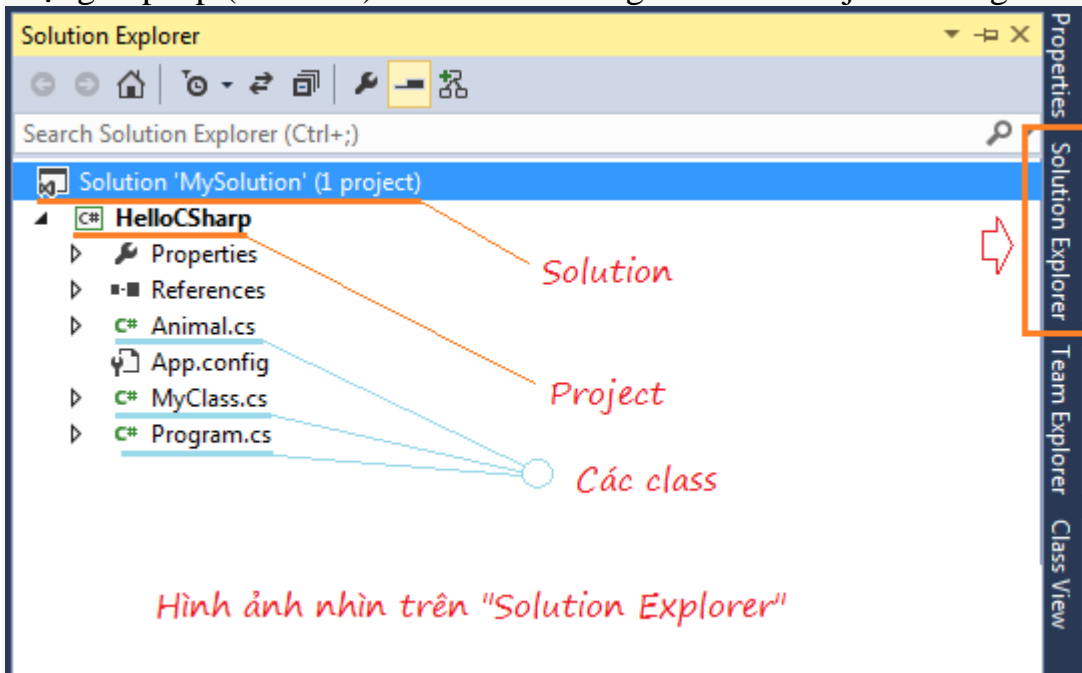 Solution Explorer
Search Solution Explorer (Ctrl+;)
Solution 'MySolution' (1 project)
C# HelloCSharp
Properties
References
C# Animal.cs
App.config
C# MyClass.cs
C# Program.cs
Solution
Project
Các class
Hình ảnh nhìn trên "Solution Explorer"
Properties
Solution Explorer
Team Explorer
Class View